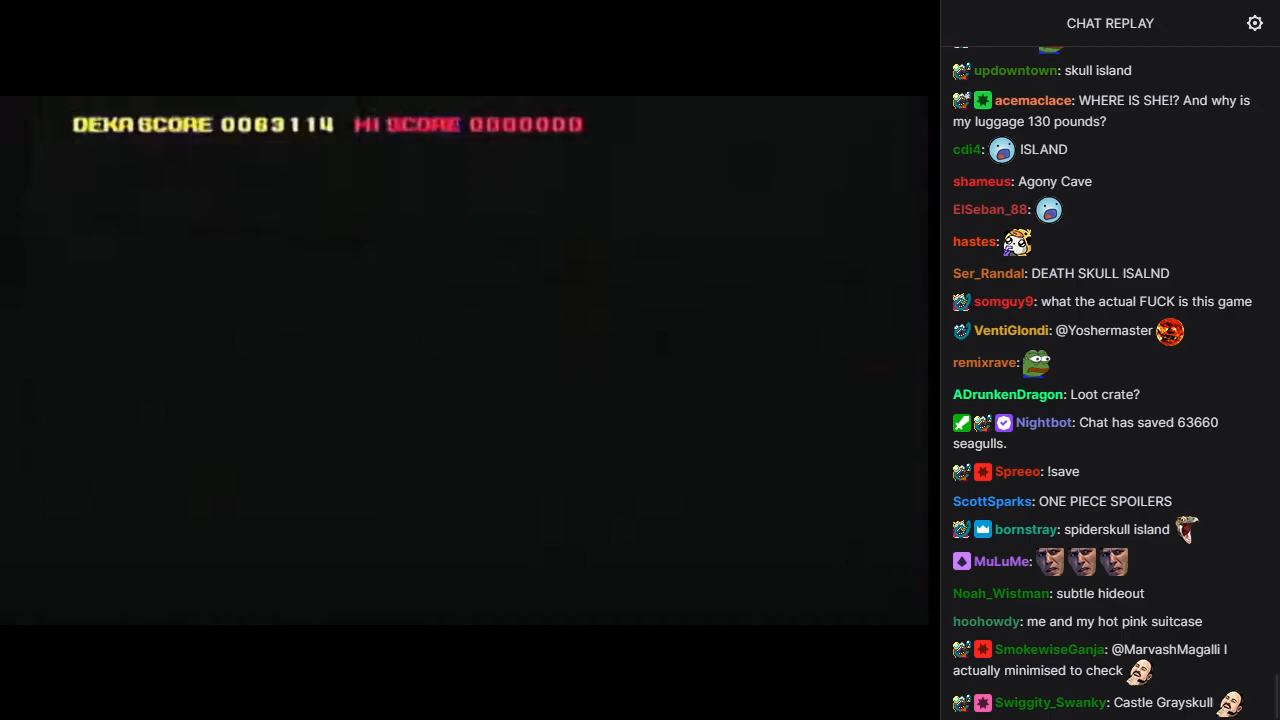 DEKA SCORE 0063114 HI SCORE 0000000
CHAT REPLAY
updowntown: skull island
acemaclace: WHERE IS SHE!? And why is
my luggage 130 pounds?
cdi4: ISLAND
shameus: Agony Cave
ElSeban_88:
hastes:
Ser_Randal: DEATH SKULL ISALND
somguy9: what the actual FUCK is this game
VentiGlondi: @Yoshermaster
remixrave:
ADrunkenDragon: Loot crate?
Nightbot: Chat has saved 63660
seagulls.
Spreeo: !save
ScottSparks: ONE PIECE SPOILERS
bornstray: spiderskull island
MuLuMe:
Noah_Wistman: subtle hideout
hoohowdy: me and my hot pink suitcase
SmokewiseGanja: @MarvashMagalli I
actually minimised to check
Swiggity_Swanky: Castle Grayskull